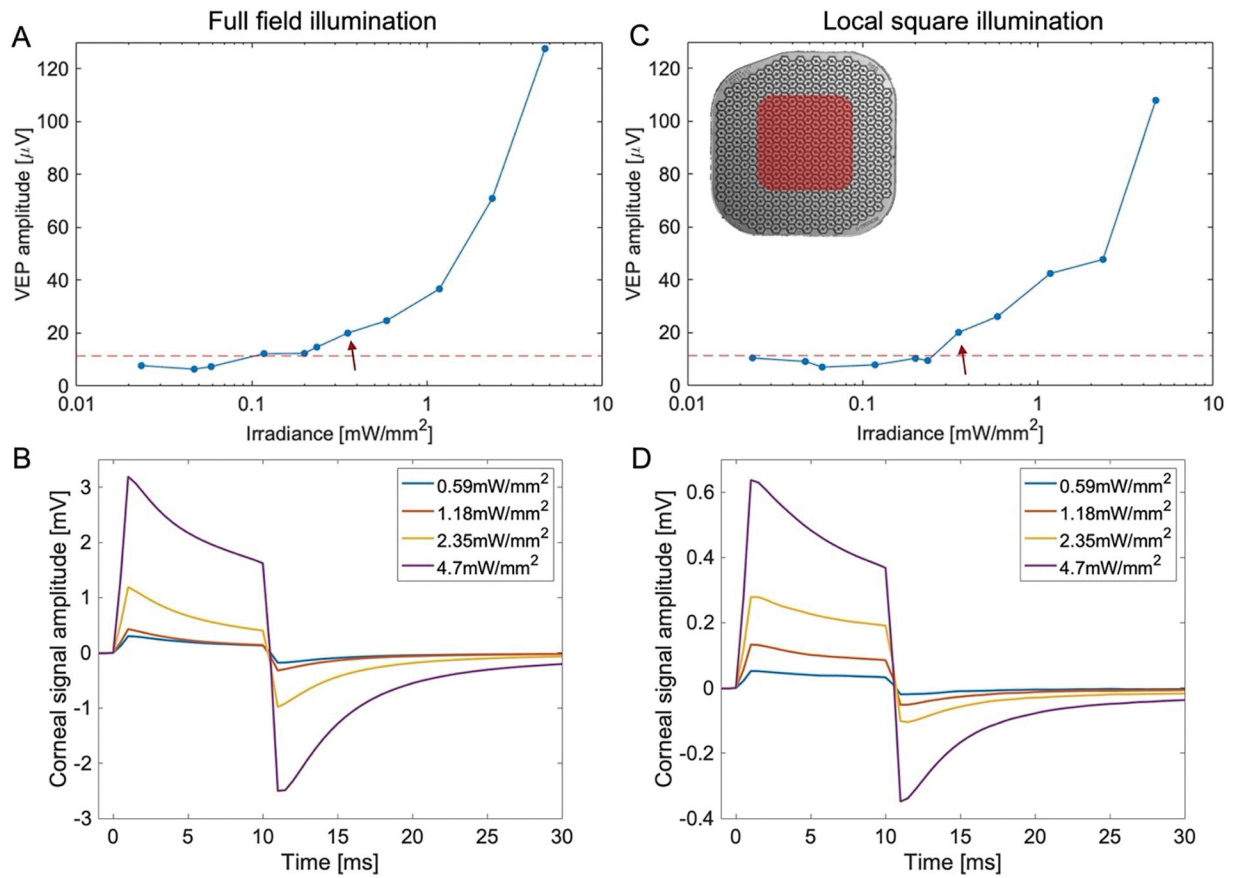 Full field illumination
Local square illumination
A
120
100
80
60
40
20
0
VEP amplitude [μV]
0.01
0.1
1
10
Irradiance [mW/mm²]
C
120
100
80
60
40
20
0
VEP amplitude [μV]
0.01
0.1
1
10
Irradiance [mW/mm²]
B
3
2
1
0
-1
-2
-3
Corneal signal amplitude [mV]
0.59mW/mm²
1.18mW/mm²
2.35mW/mm²
4.7mW/mm²
0
5
10
15
20
25
30
Time [ms]
D
0.6
0.4
0.2
0
-0.2
-0.4
Corneal signal amplitude [mV]
0.59mW/mm²
1.18mW/mm²
2.35mW/mm²
4.7mW/mm²
0
5
10
15
20
25
30
Time [ms]